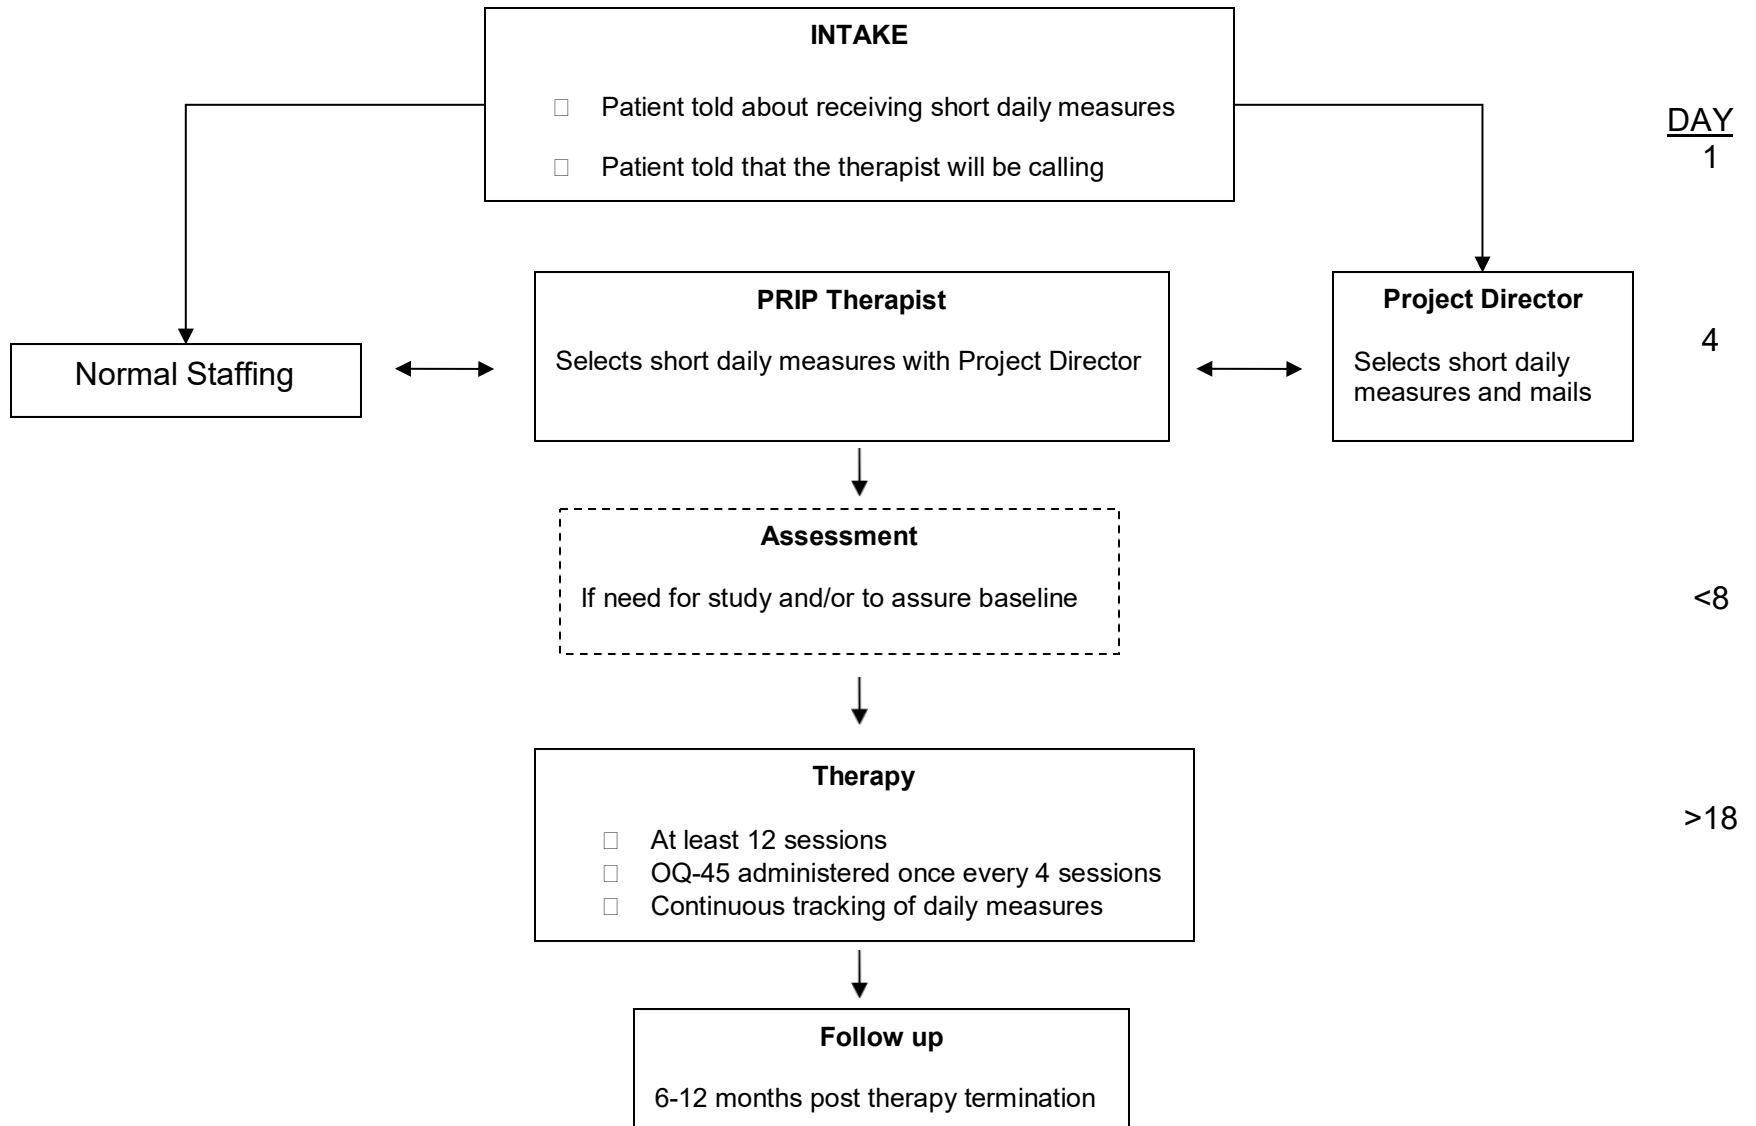 INTAKE
Patient told about receiving short daily measures
Patient told that the therapist will be calling
DAY
1
PRIP Therapist
Selects short daily measures with Project Director
Project Director
Selects short daily
measures and mails
4
Normal Staffing
Assessment
If need for study and/or to assure baseline
<8
Therapy
At least 12 sessions
OQ-45 administered once every 4 sessions
Continuous tracking of daily measures
>18
Follow up
6-12 months post therapy termination